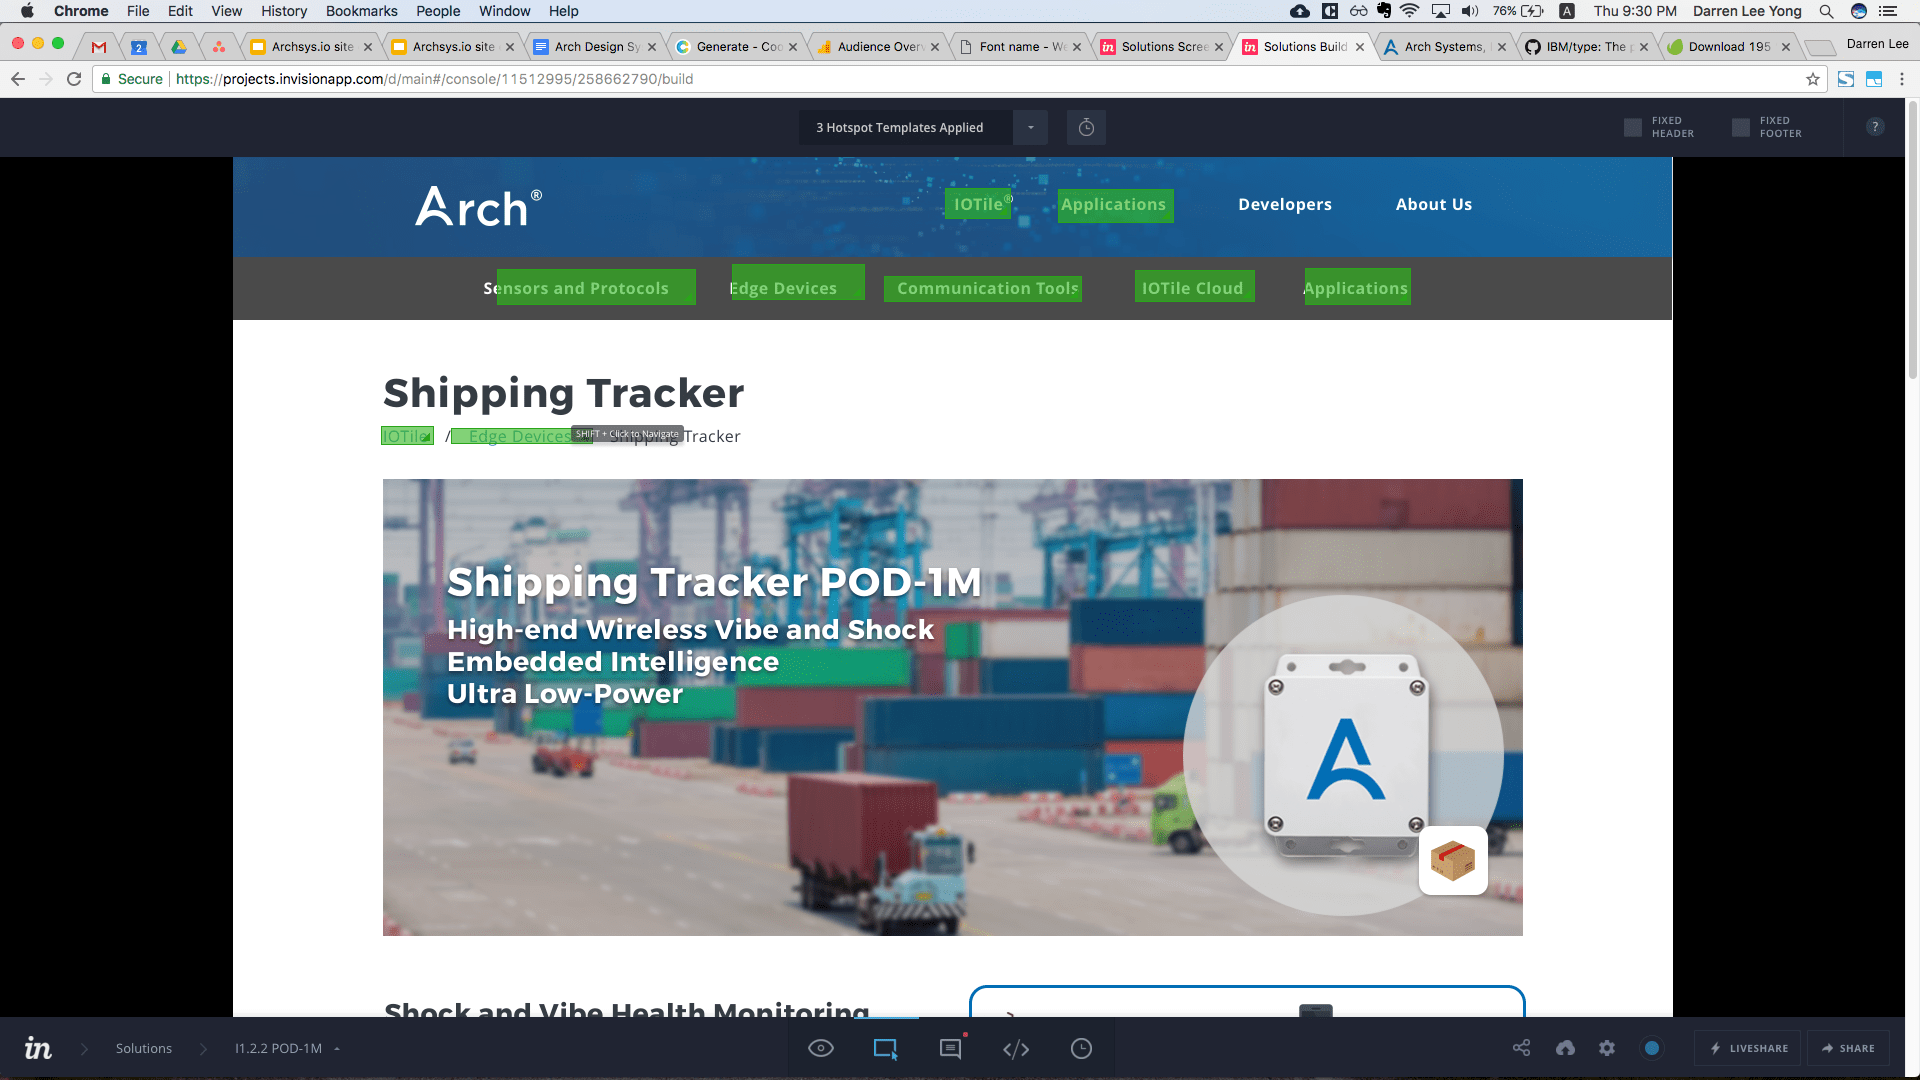 Chrome File Edit View History Bookmarks People Window Help 76% A Thu 9:30 PM Darren Lee Yong
2 Archsys.io site Archsys.io site Arch Design Sy Generate - Coo Audience Over Font name - We in Solutions Scree in Solutions Build Arch Systems, IBM/type: The Download 195 Darren Lee
Secure https://projects.invisionapp.com/d/main#/console/11512995/258662790/build
3 Hotspot Templates Applied
FIXED HEADER FIXED FOOTER ?
Arch® IOTile® Applications Developers About Us
Sensors and Protocols Edge Devices Communication Tools IOTile Cloud Applications
Shipping Tracker
IOTile / Edge Devices Shipping Tracker
SHIFT + Click to Navigate
Shipping Tracker POD-1M
High-end Wireless Vibe and Shock
Embedded Intelligence
Ultra Low-Power
Shock and Vibe Health Monitoring
in Solutions I1.2.2 POD-1M LIVESHARE SHARE